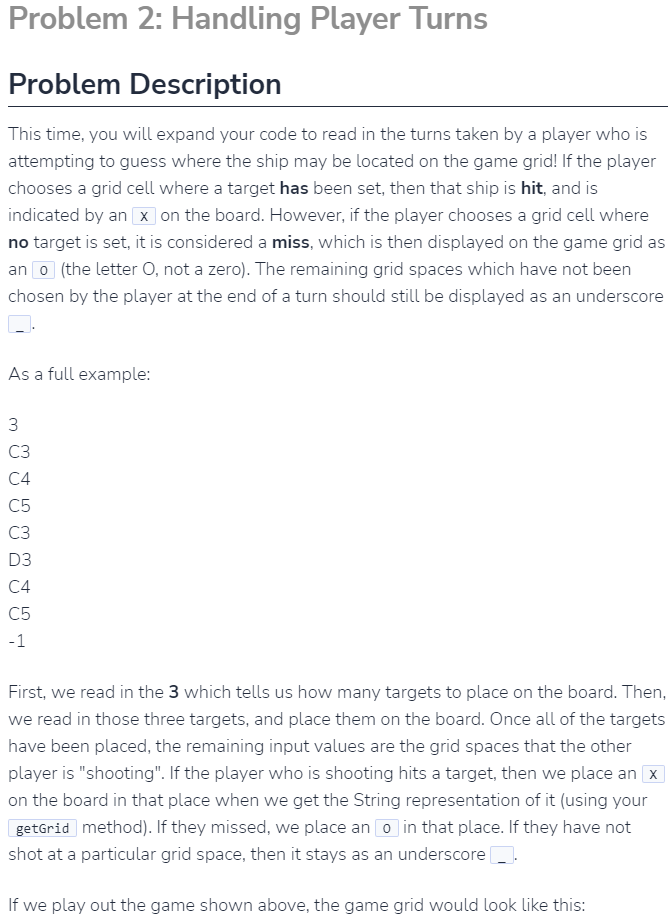 Problem 2: Handling Player Turns
Problem Description
This time, you will expand your code to read in the turns taken by a player who is
attempting to guess where the ship may be located on the game grid! If the player
chooses a grid cell where a target has been set, then that ship is hit, and is
indicated by an X on the board. However, if the player chooses a grid cell where
no target is set, it is considered a miss, which is then displayed on the game grid as
an O (the letter O, not a zero). The remaining grid spaces which have not been
chosen by the player at the end of a turn should still be displayed as an underscore
_.
As a full example:
3
C3
C4
C5
C3
D3
C4
C5
-1
First, we read in the 3 which tells us how many targets to place on the board. Then,
we read in those three targets, and place them on the board. Once all of the targets
have been placed, the remaining input values are the grid spaces that the other
player is "shooting". If the player who is shooting hits a target, then we place an X
on the board in that place when we get the String representation of it (using your
getGrid method). If they missed, we place an O in that place. If they have not
shot at a particular grid space, then it stays as an underscore _.
If we play out the game shown above, the game grid would look like this: